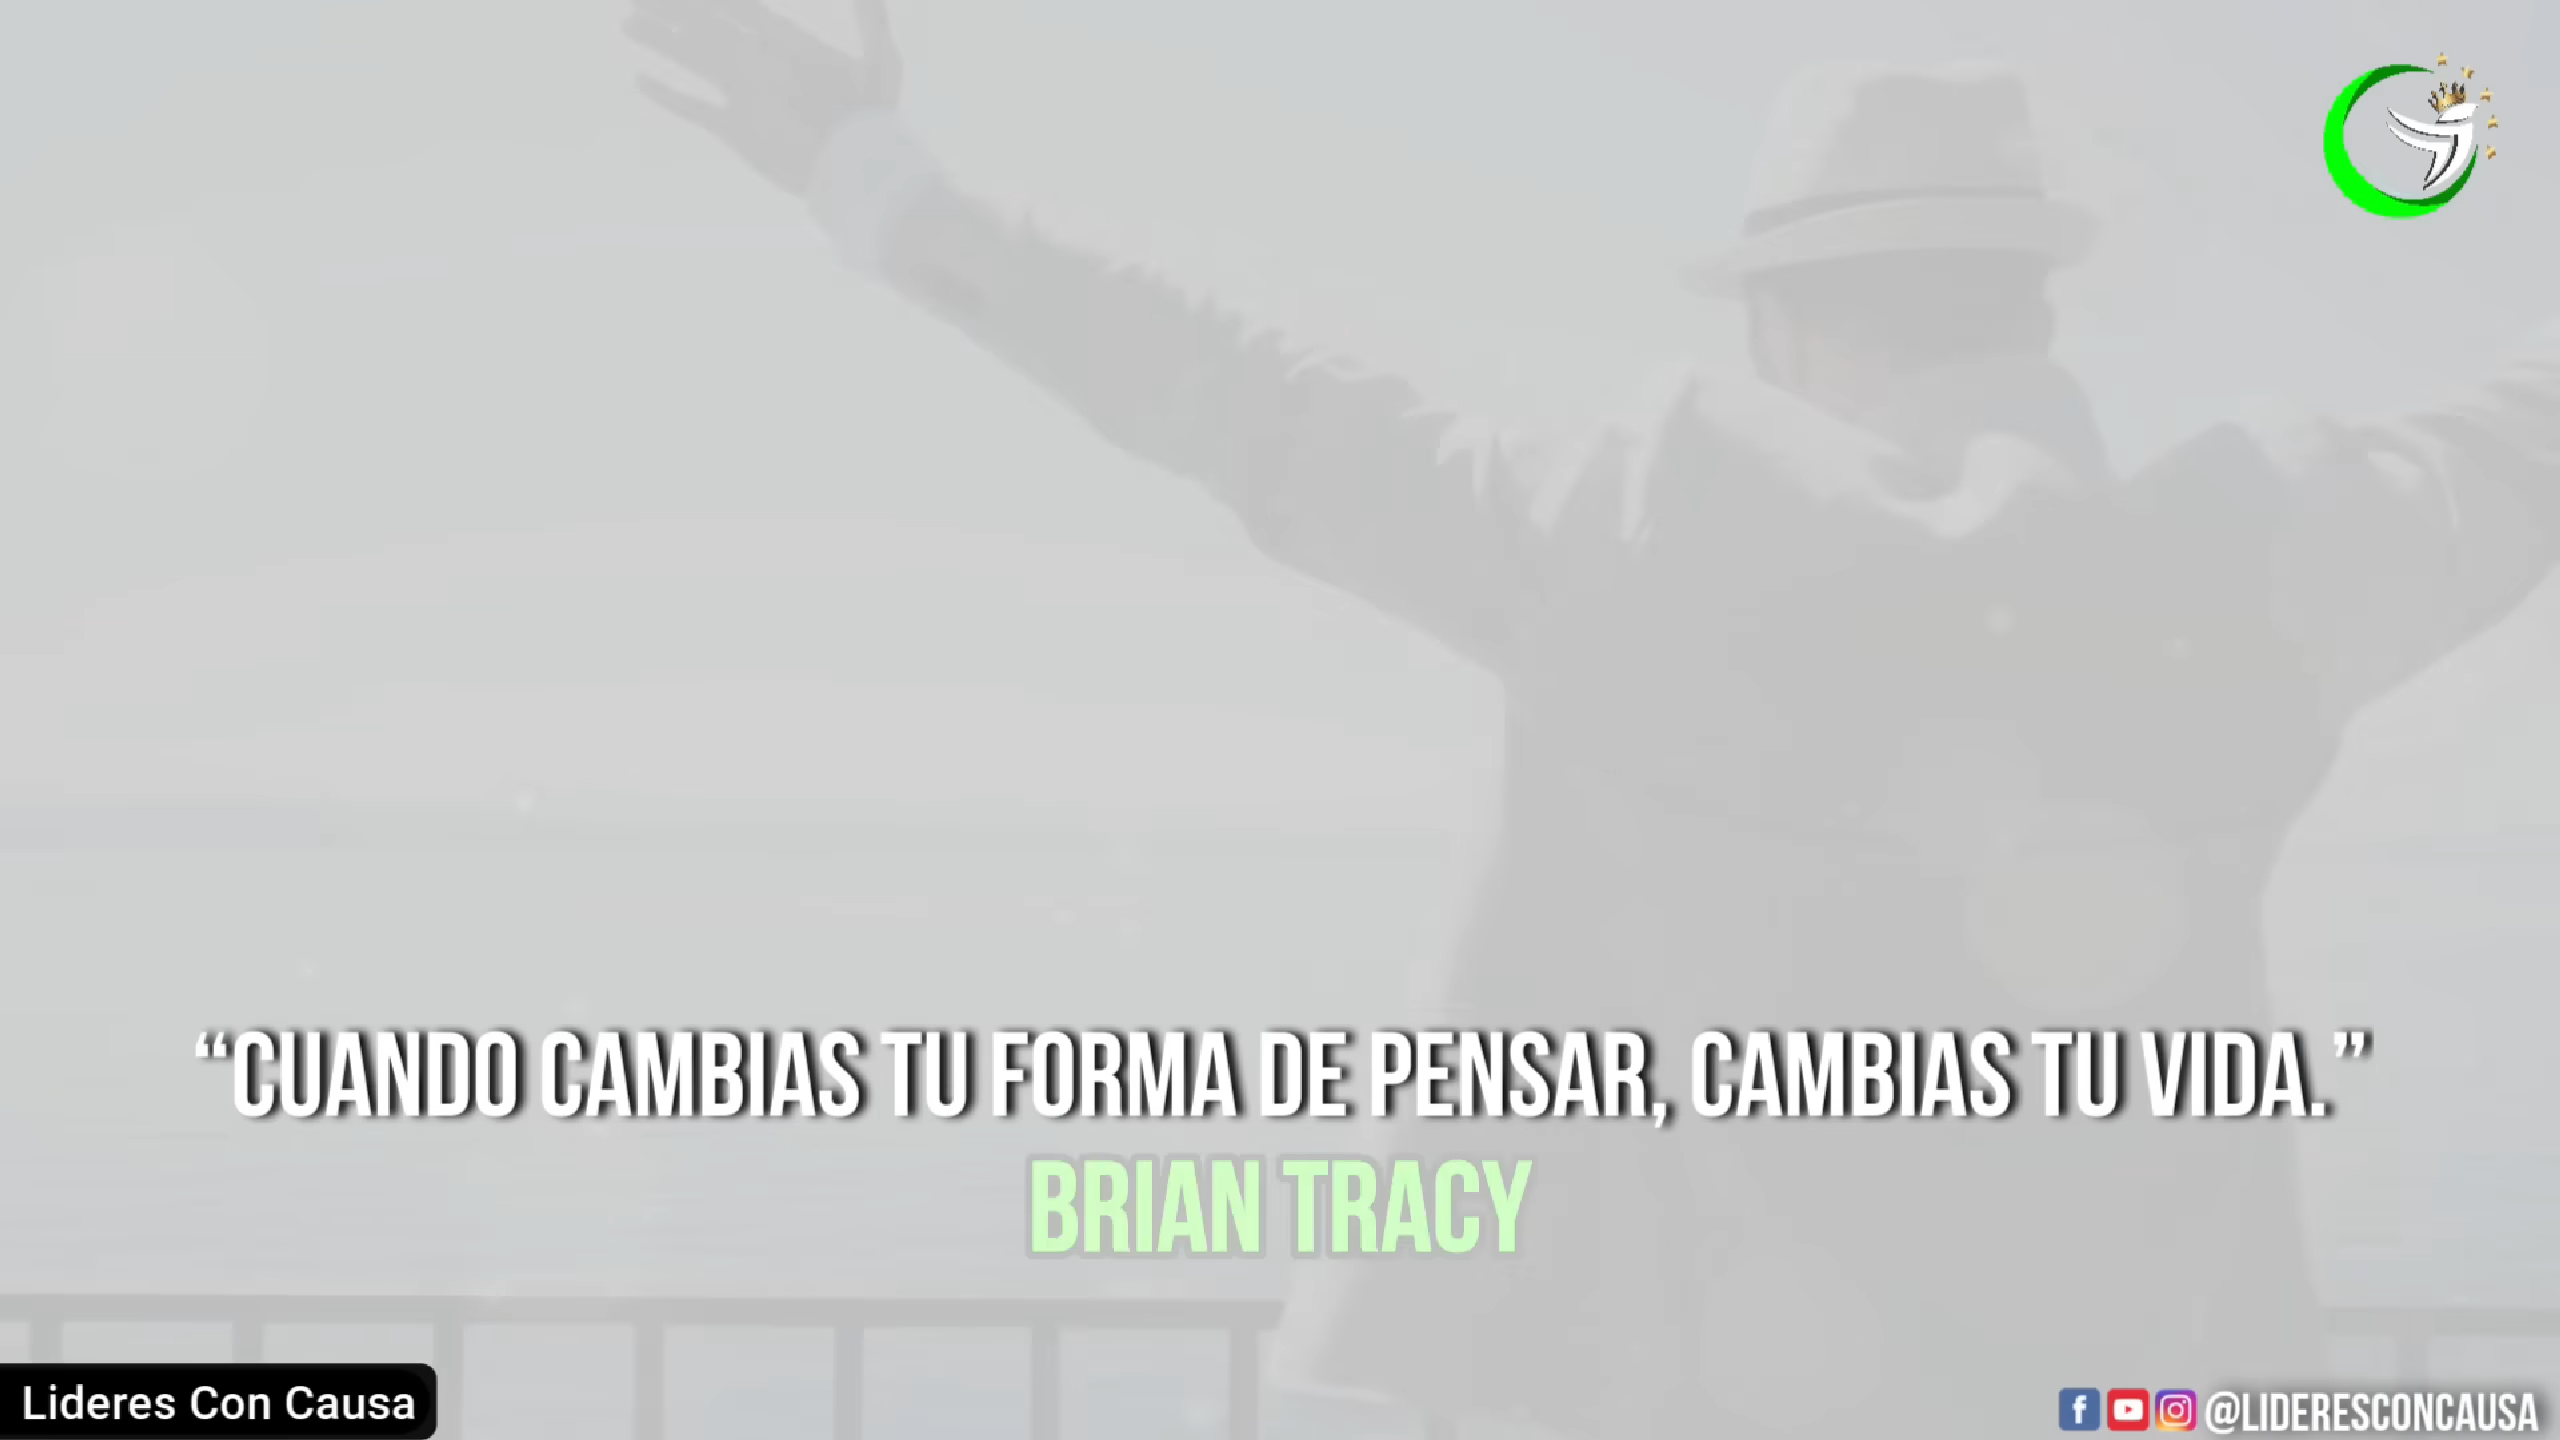 “CUANDO CAMBIAS TU FORMA DE PENSAR, CAMBIAS TU VIDA.”
BRIAN TRACY
Lideres Con Causa
@LIDERESCONCAUSA